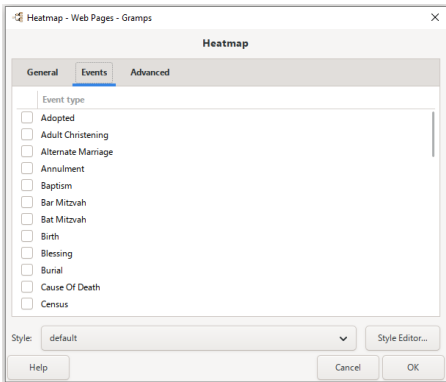 Heatmap - Web Pages - Gramps
Heatmap
General Events Advanced
Event type
Adopted
Adult Christening
Alternate Marriage
Annulment
Baptism
Bar Mitzvah
Bat Mitzvah
Birth
Blessing
Burial
Cause Of Death
Census
Style: default Style Editor...
Help Cancel OK